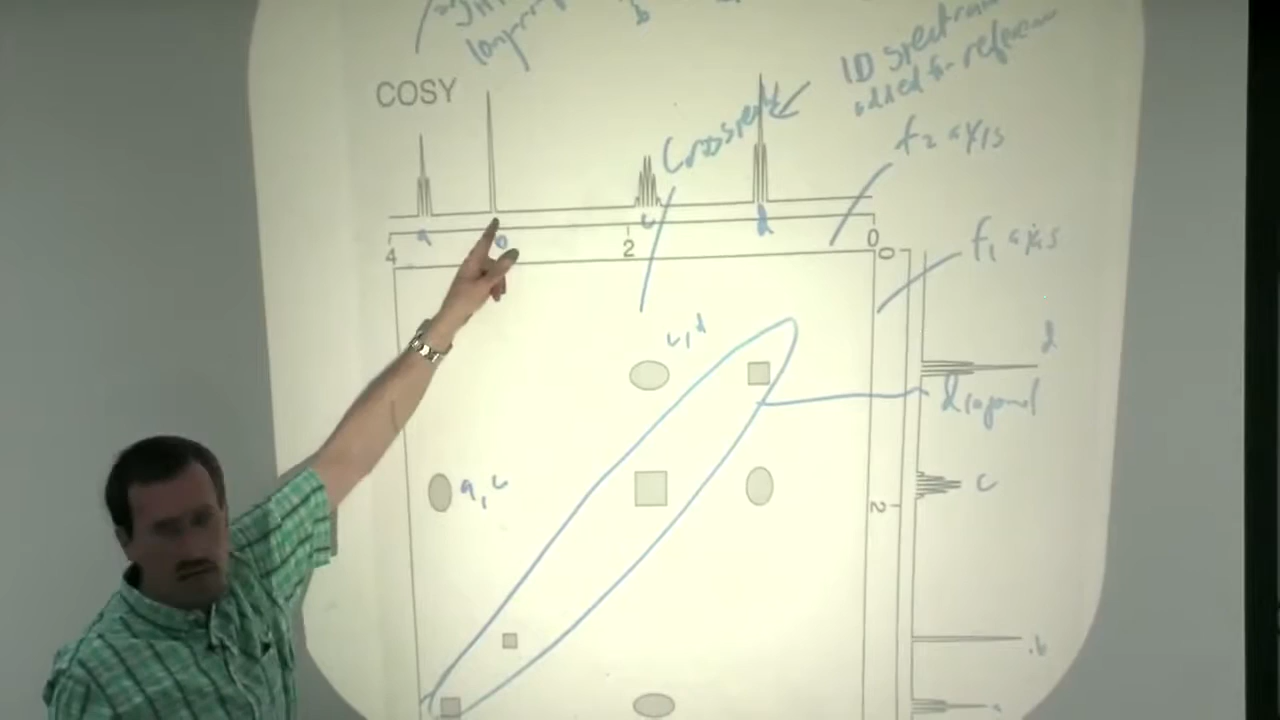 COSY
1D spectrum
added for reference
Crosspeak
f2 axis
a b c d
4 2 0
0
f1 axis
c,d
d
diagonal
a,c
c
2
b